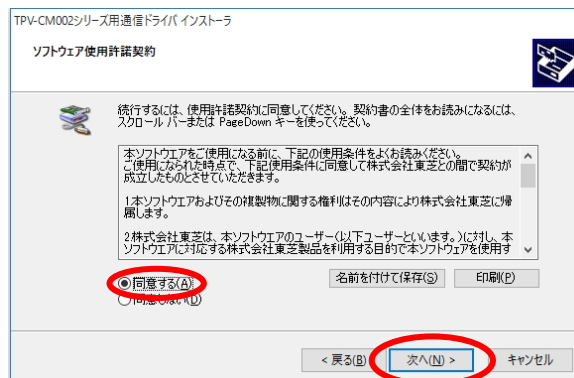 TPV-CM002シリーズ用通信ドライバ インストーラ
ソフトウェア使用許諾契約
続行するには、使用許諾契約に同意してください。契約書の全体をお読みになるには、
スクロール バーまたは PageDown キーを使ってください。
本ソフトウエアをご使用になる前に、下記の使用条件をよくお読みください。
ご使用になられた時点で、下記使用条件に同意して株式会社東芝との間で契約が
成立したものとさせていただきます。
1.本ソフトウエアおよびその複製物に関する権利はその内容により株式会社東芝に帰
属します。
2.株式会社東芝は、本ソフトウエアのユーザー(以下ユーザーといいます。)に対し、本
ソフトウエアに対応する株式会社東芝製品を利用する目的で本ソフトウェアを使用す
同意する(A)
同意しない(D)
名前を付けて保存(S)
印刷(P)
< 戻る(B)
次へ(N) >
キャンセル